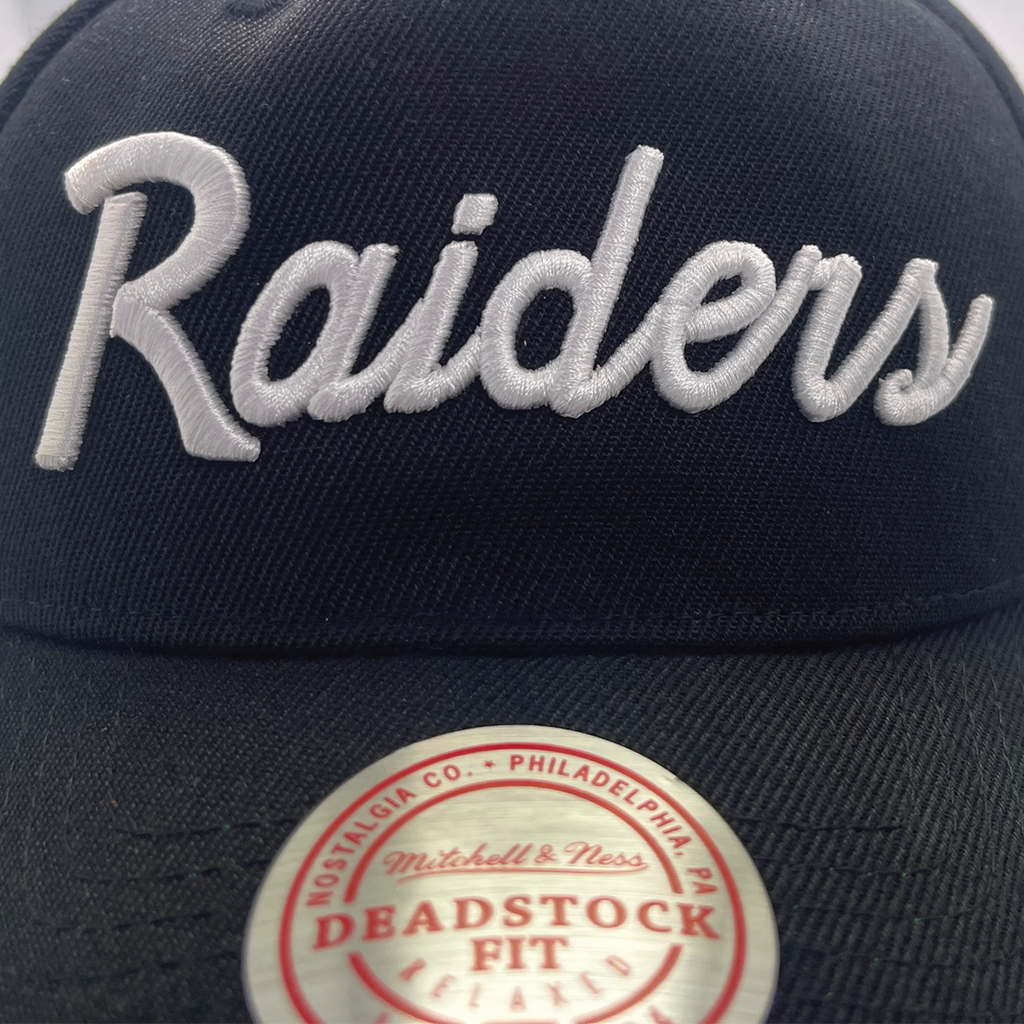 Raiders
NOSTALGIA CO. * PHILADELPHIA, PA
Mitchell & Ness
DEADSTOCK
FIT
RELAXED